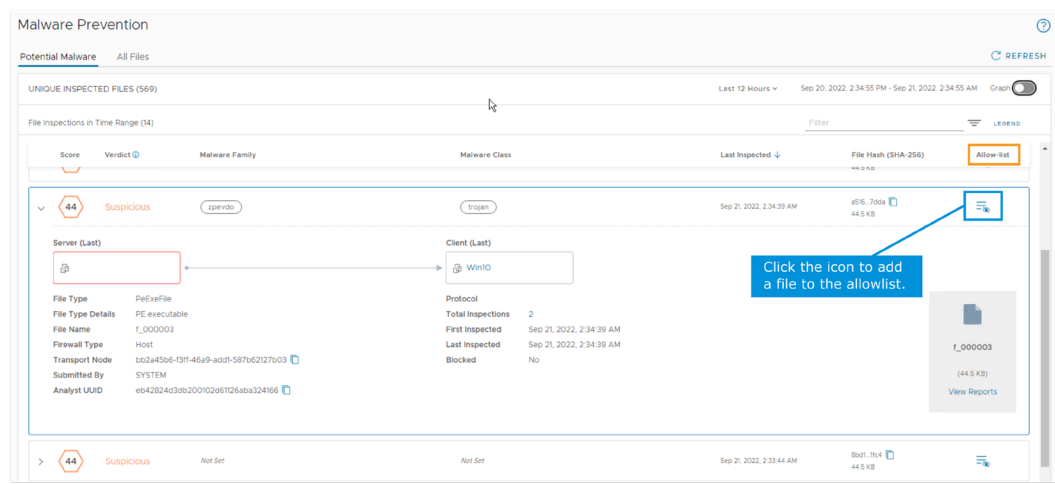 Malware Prevention
Potential Malware All Files
REFRESH
UNIQUE INSPECTED FILES (569) Last 12 Hours Sep 20, 2022, 2:34:55 PM - Sep 21, 2022, 2:34:55 AM Graph
File Inspections in Time Range (14) Filter LEGEND
Score Verdict Malware Family Malware Class Last Inspected File Hash (SHA-256) Allow-list
44.5 KB
44 Suspicious zpevdo trojan Sep 21, 2022, 2:34:39 AM a516...7dda
44.5 KB
Server (Last) Client (Last)
Win10
Click the icon to add
a file to the allowlist.
File Type PeExeFile Protocol
File Type Details PE executable Total Inspections 2
File Name f_000003 First Inspected Sep 21, 2022, 2:34:39 AM
Firewall Type Host Last Inspected Sep 21, 2022, 2:34:39 AM
Transport Node bb2a45b6-f31f-46a9-add1-587b62127b03 Blocked No
Submitted By SYSTEM
Analyst UUID eb42824d3db200102d61126aba324166
f_000003
(44.5 KB)
View Reports
44 Suspicious Not Set Not Set Sep 21, 2022, 2:33:44 AM 8bd1...1fc4
44.5 KB